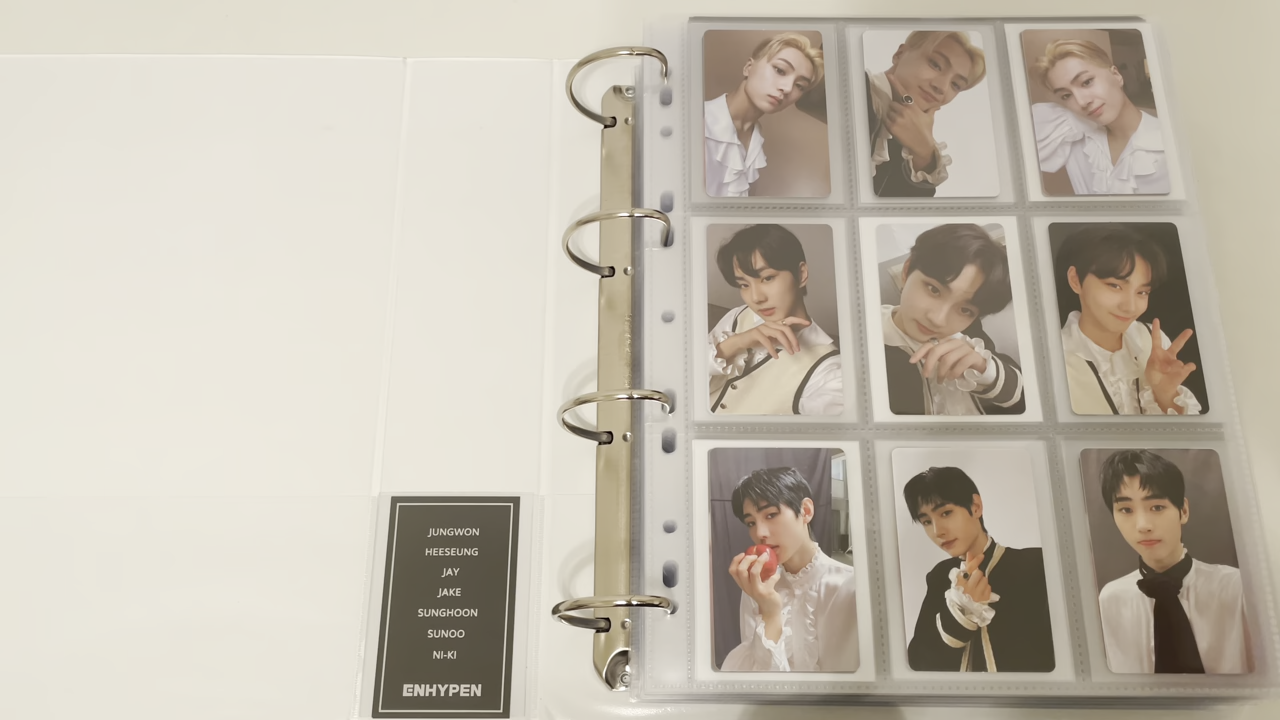 JUNGWON
HEESEUNG
JAY
JAKE
SUNGHOON
SUNOO
NI-KI
ENHYPEN